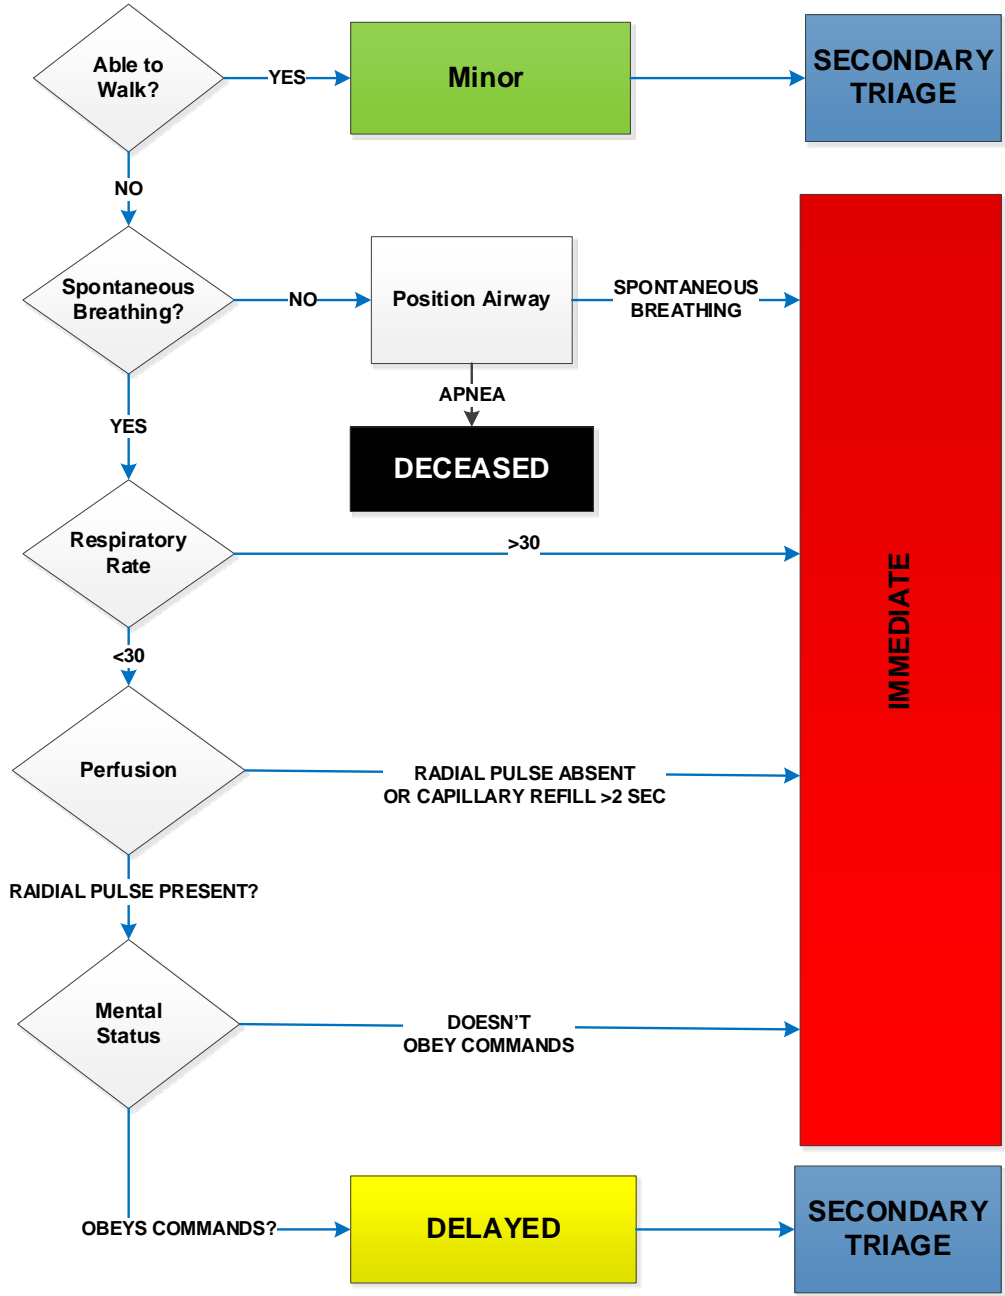 Able to
Walk?
YES
Minor
SECONDARY
TRIAGE
NO
Spontaneous
Breathing?
NO
Position Airway
SPONTANEOUS
BREATHING
APNEA
YES
DECEASED
Respiratory
Rate
>30
IMMEDIATE
<30
Perfusion
RADIAL PULSE ABSENT
OR CAPILLARY REFILL >2 SEC
RAIDIAL PULSE PRESENT?
Mental
Status
DOESN'T
OBEY COMMANDS
OBEYS COMMANDS?
DELAYED
SECONDARY
TRIAGE